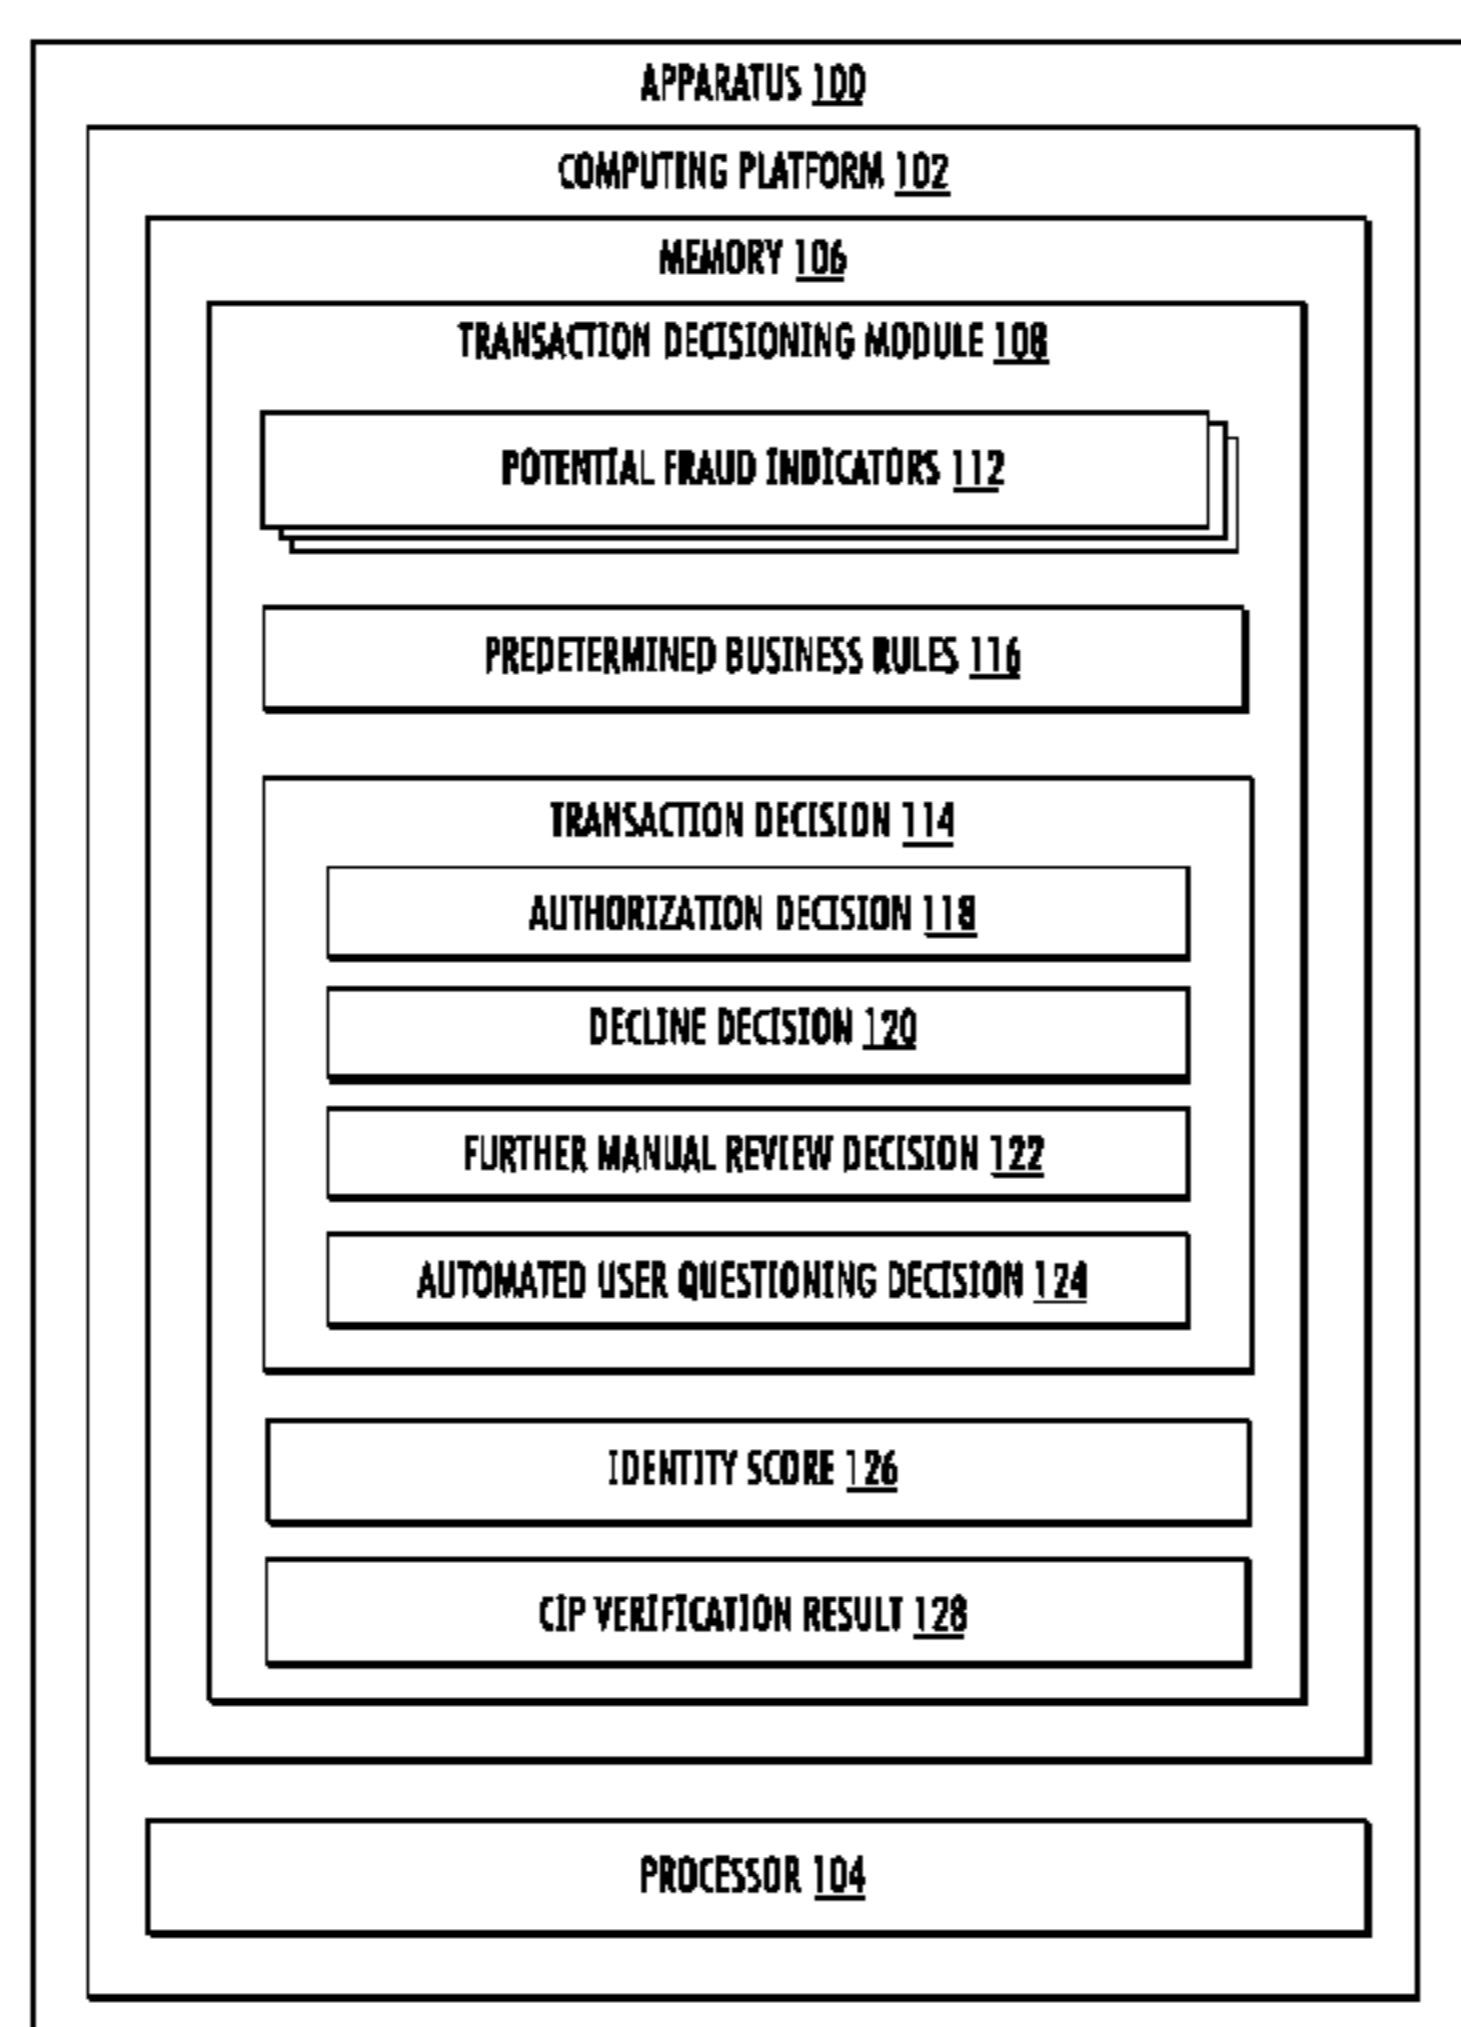 APPARATUS 100
COMPUTING PLATFORM 102
MEMORY 106
TRANSACTION DECISIONING MODULE 108
POTENTIAL FRAUD INDICATORS 112
PREDETERMINED BUSINESS RULES 116
TRANSACTION DECISION 114
AUTHORIZATION DECISION 118
DECLINE DECISION 120
FURTHER MANUAL REVIEW DECISION 122
AUTOMATED USER QUESTIONING DECISION 124
IDENTITY SCORE 126
CIP VERIFICATION RESULT 128
PROCESSOR 104